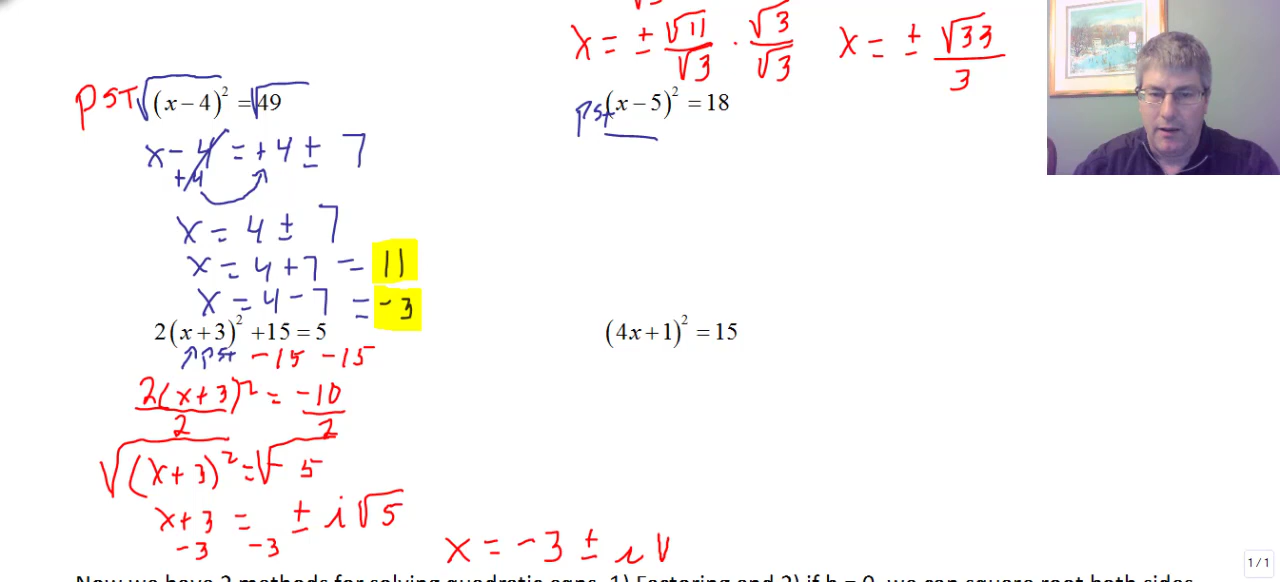 x = ± √11/√3 · √3/√3   x = ± √33/3
PST √(x − 4)² = √49
pst (x − 5)² = 18
x − 4 = +4 ± 7
+4
x = 4 ± 7
x = 4 + 7 = 11
x = 4 − 7 = −3
2(x + 3)² + 15 = 5
(4x + 1)² = 15
↗pst −15 −15
2(x + 3)²/2 = −10/2
√(x + 3)² = √−5
x + 3 = ± i√5
−3 −3
x = −3 ± i√
1/1